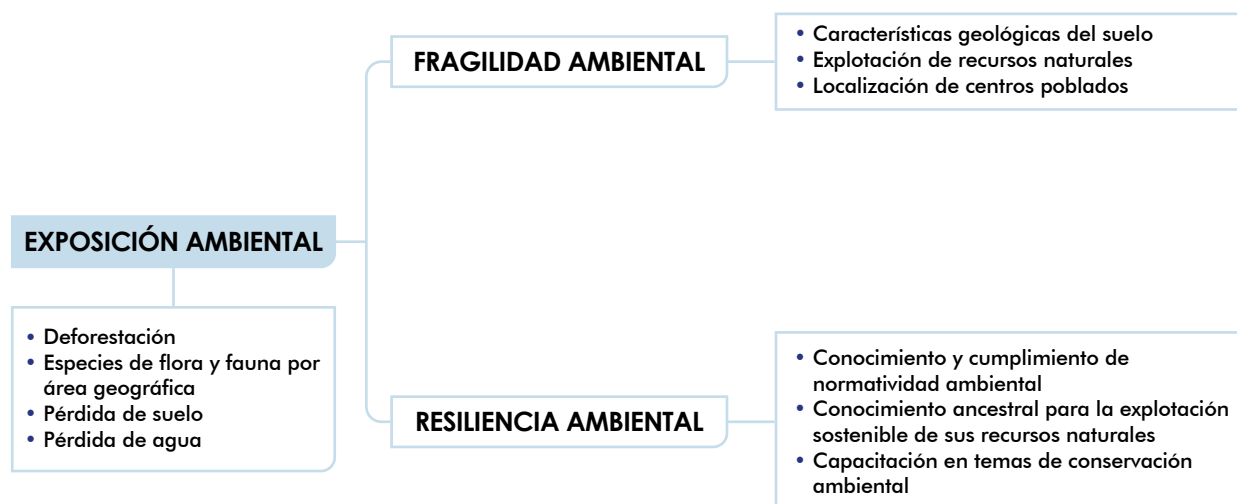 EXPOSICIÓN AMBIENTAL
• Deforestación
• Especies de flora y fauna por
área geográfica
• Pérdida de suelo
• Pérdida de agua
FRAGILIDAD AMBIENTAL
• Características geológicas del suelo
• Explotación de recursos naturales
• Localización de centros poblados
RESILIENCIA AMBIENTAL
• Conocimiento y cumplimiento de
normatividad ambiental
• Conocimiento ancestral para la explotación
sostenible de sus recursos naturales
• Capacitación en temas de conservación
ambiental